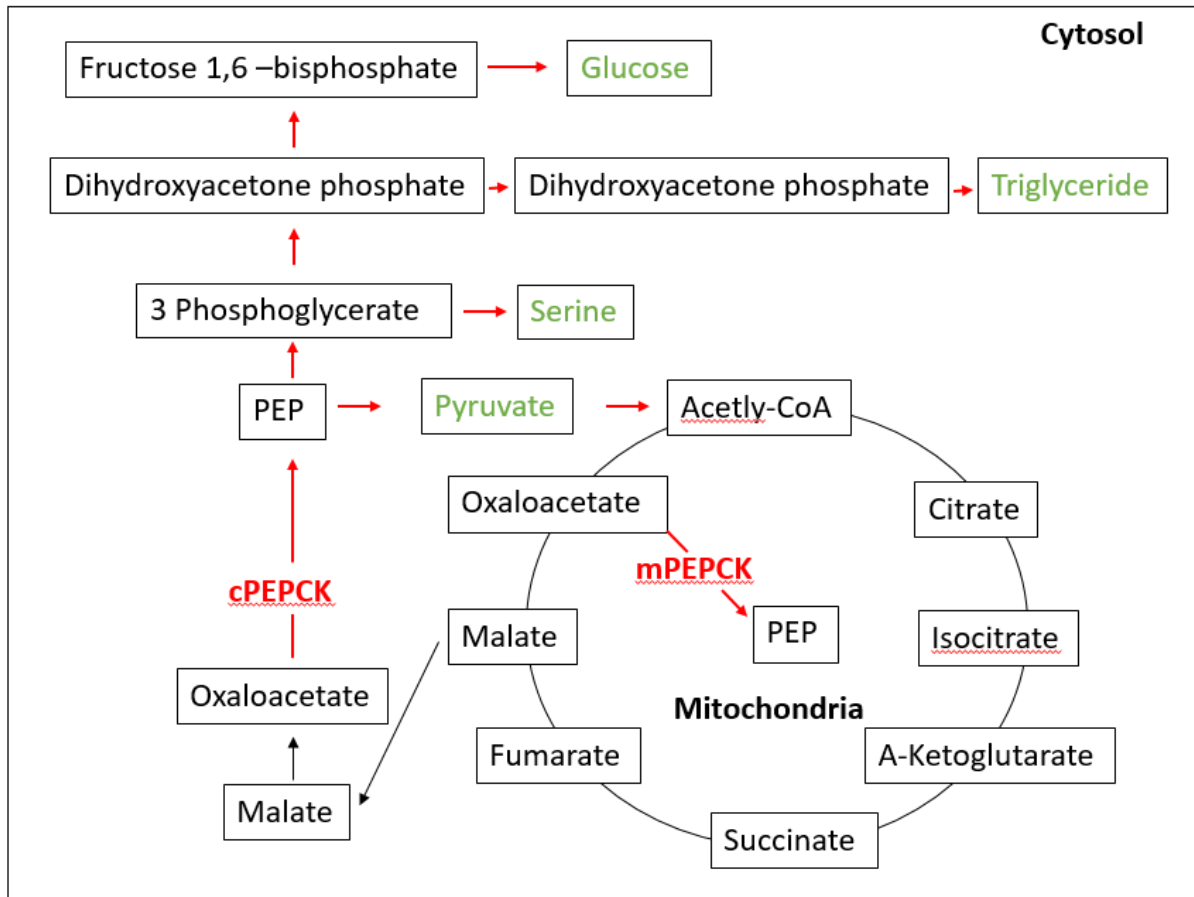 Cytosol
Fructose 1,6 –bisphosphate
Glucose
Dihydroxyacetone phosphate
Dihydroxyacetone phosphate
Triglyceride
3 Phosphoglycerate
Serine
PEP
Pyruvate
Acetly-CoA
Oxaloacetate
Citrate
mPEPCK
cPEPCK
PEP
Malate
Isocitrate
Oxaloacetate
Mitochondria
Fumarate
A-Ketoglutarate
Malate
Succinate